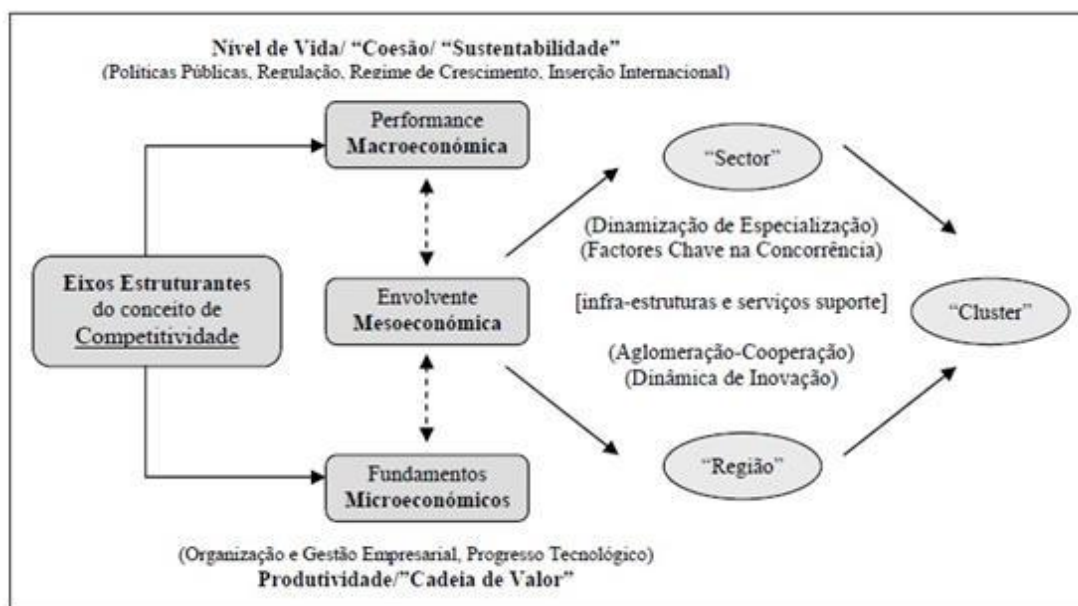 Nível de Vida/ “Coesão/ “Sustentabilidade”
(Políticas Públicas, Regulação, Regime de Crescimento, Inserção Internacional)
Performance
Macroeconómica
“Sector”
(Dinamização de Especialização)
(Factores Chave na Concorrência)
Eixos Estruturantes
do conceito de
Competitividade
Envolvente
Mesoeconómica
[infra-estruturas e serviços suporte]
“Cluster”
(Aglomeração-Cooperação)
(Dinâmica de Inovação)
“Região”
Fundamentos
Microeconómicos
(Organização e Gestão Empresarial, Progresso Tecnológico)
Produtividade/”Cadeia de Valor”